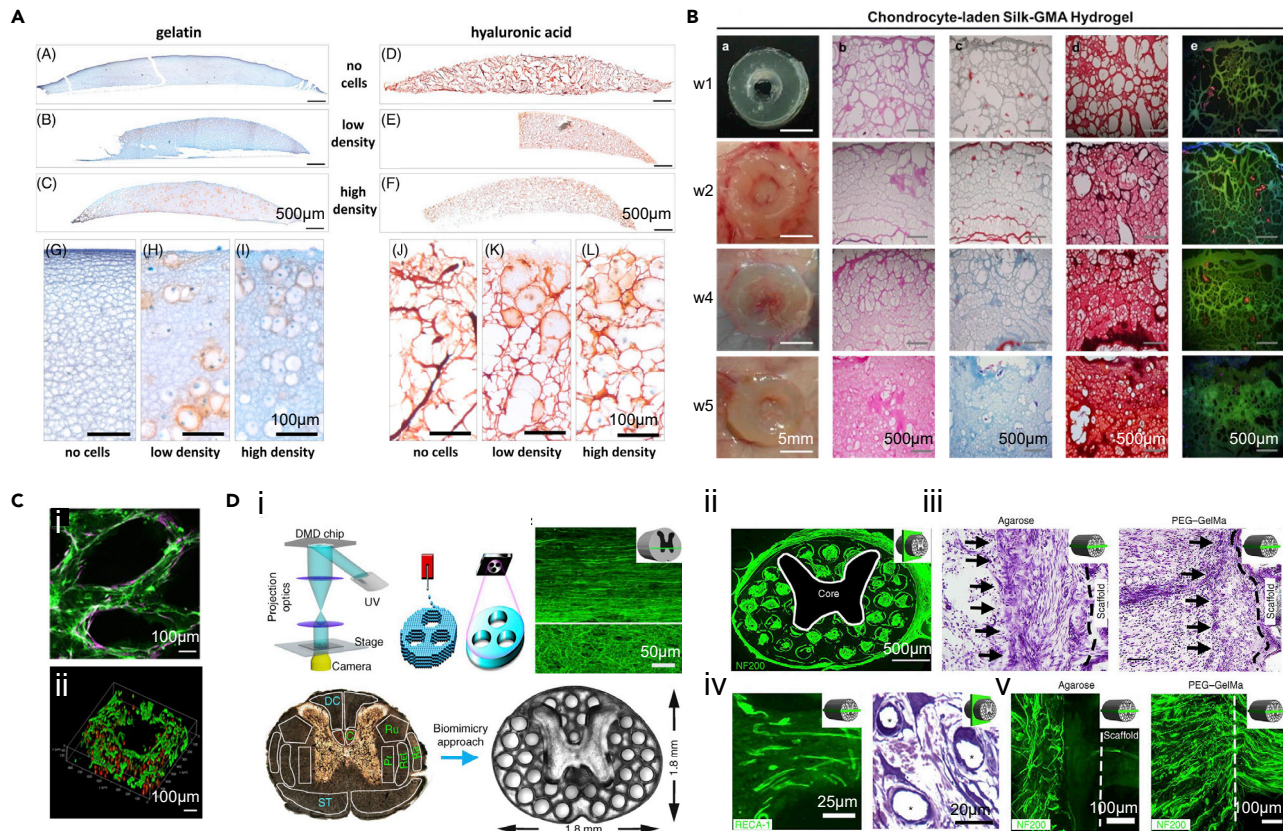 A
gelatin
hyaluronic acid
(A)
no cells
(D)
(B)
low density
(E)
(C)
high density
(F)
500µm
500µm
(G)
(H)
(I)
(J)
(K)
(L)
100µm
100µm
no cells
low density
high density
no cells
low density
high density
B
Chondrocyte-laden Silk-GMA Hydrogel
a
b
c
d
e
w1
w2
w4
w5
5mm
500µm
500µm
500µm
500µm
C
i
100µm
ii
100µm
D
i
DMD chip
Projection optics
UV
Stage
Camera
50µm
DC
Ru
ST
Biomimicry approach
1.8 mm
1.8 mm
ii
Core
NF200
500µm
iii
Agarose
Scaffold
PEG–GelMa
Scaffold
iv
RECA-1
25µm
*
*
*
20µm
v
Agarose
Scaffold
NF200
100µm
PEG–GelMa
NF200
100µm